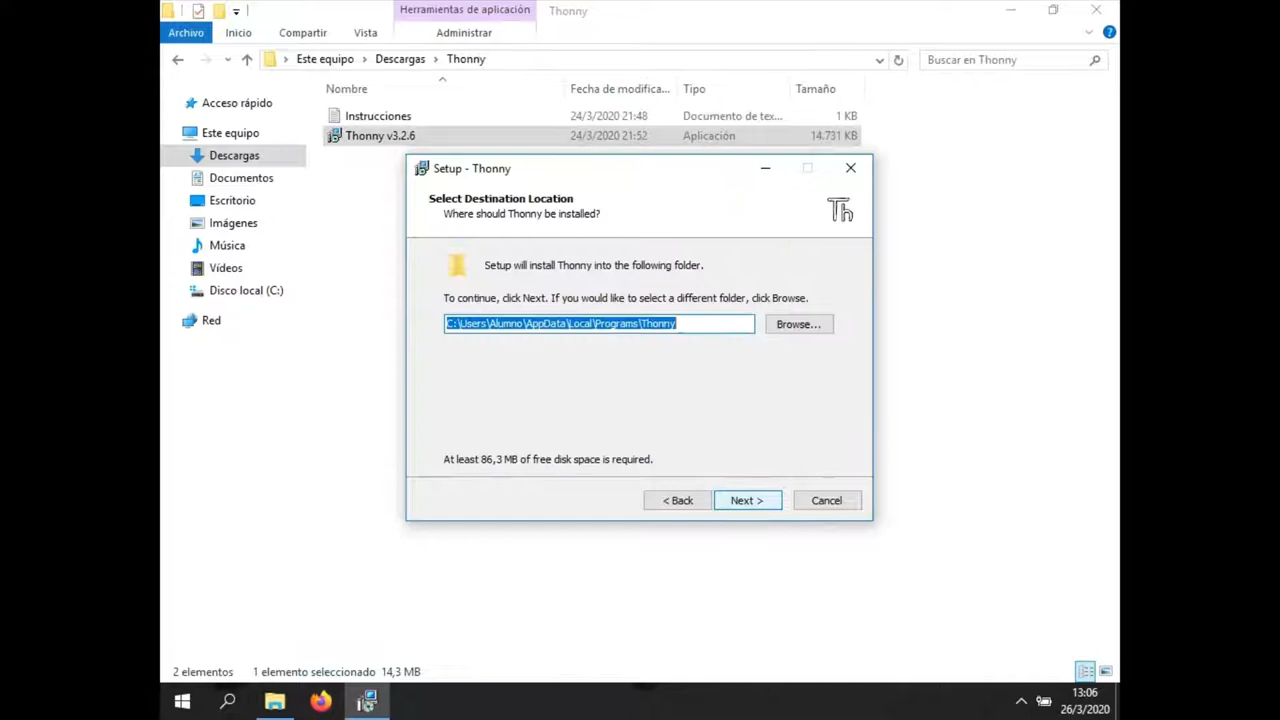 Herramientas de aplicación
Thonny
Archivo
Inicio
Compartir
Vista
Administrar
Este equipo
Descargas
Thonny
Buscar en Thonny
Nombre
Fecha de modifica...
Tipo
Tamaño
Instrucciones
24/3/2020 21:48
Documento de tex...
1 KB
Thonny v3.2.6
24/3/2020 21:52
Aplicación
14.731 KB
Acceso rápido
Este equipo
Descargas
Documentos
Escritorio
Imágenes
Música
Vídeos
Disco local (C:)
Red
Setup - Thonny
Select Destination Location
Where should Thonny be installed?
Th
Setup will install Thonny into the following folder.
To continue, click Next. If you would like to select a different folder, click Browse.
C:\Users\Alumno\AppData\Local\Programs\Thonny
Browse...
At least 86,3 MB of free disk space is required.
< Back
Next >
Cancel
2 elementos
1 elemento seleccionado 14,3 MB
13:06
26/3/2020